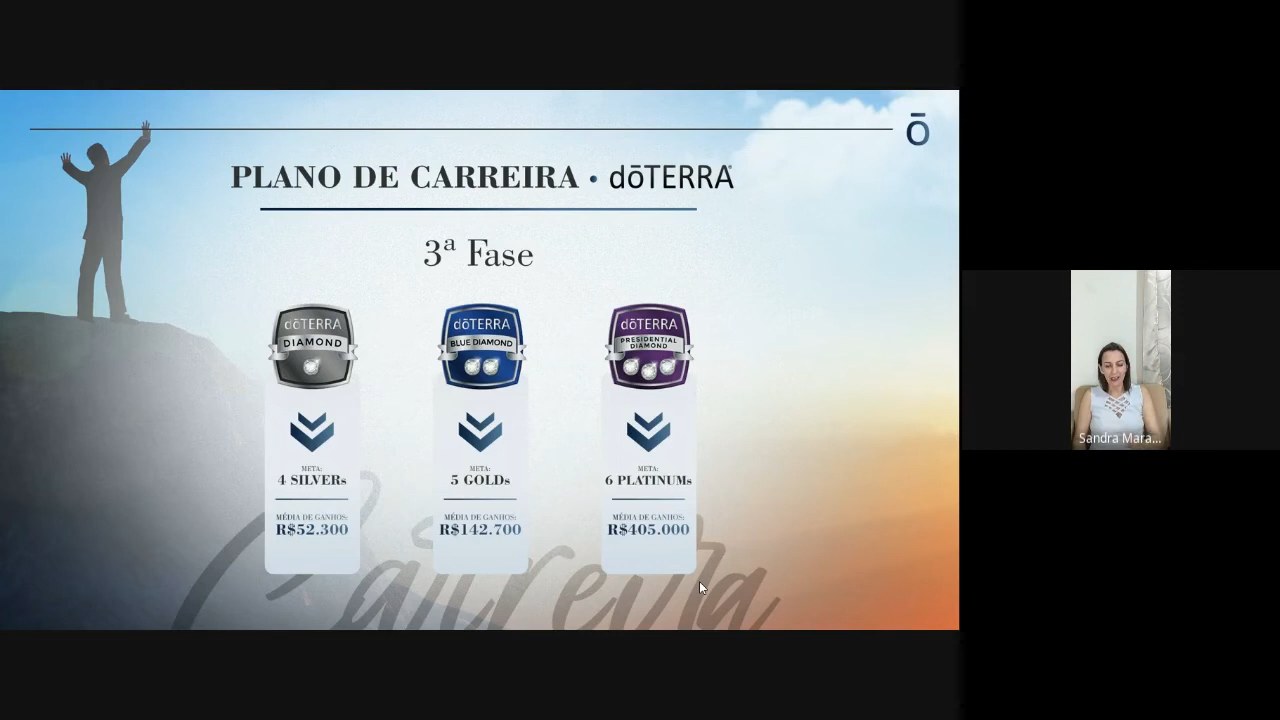 ō
PLANO DE CARREIRA • dōTERRA®
3ª Fase
dōTERRA
DIAMOND
META:
4 SILVERs
MÉDIA DE GANHOS:
R$52.300
dōTERRA
BLUE DIAMOND
META:
5 GOLDs
MÉDIA DE GANHOS:
R$142.700
dōTERRA
PRESIDENTIAL
DIAMOND
META:
6 PLATINUMs
MÉDIA DE GANHOS:
R$405.000
Carreira
Sandra Mara...